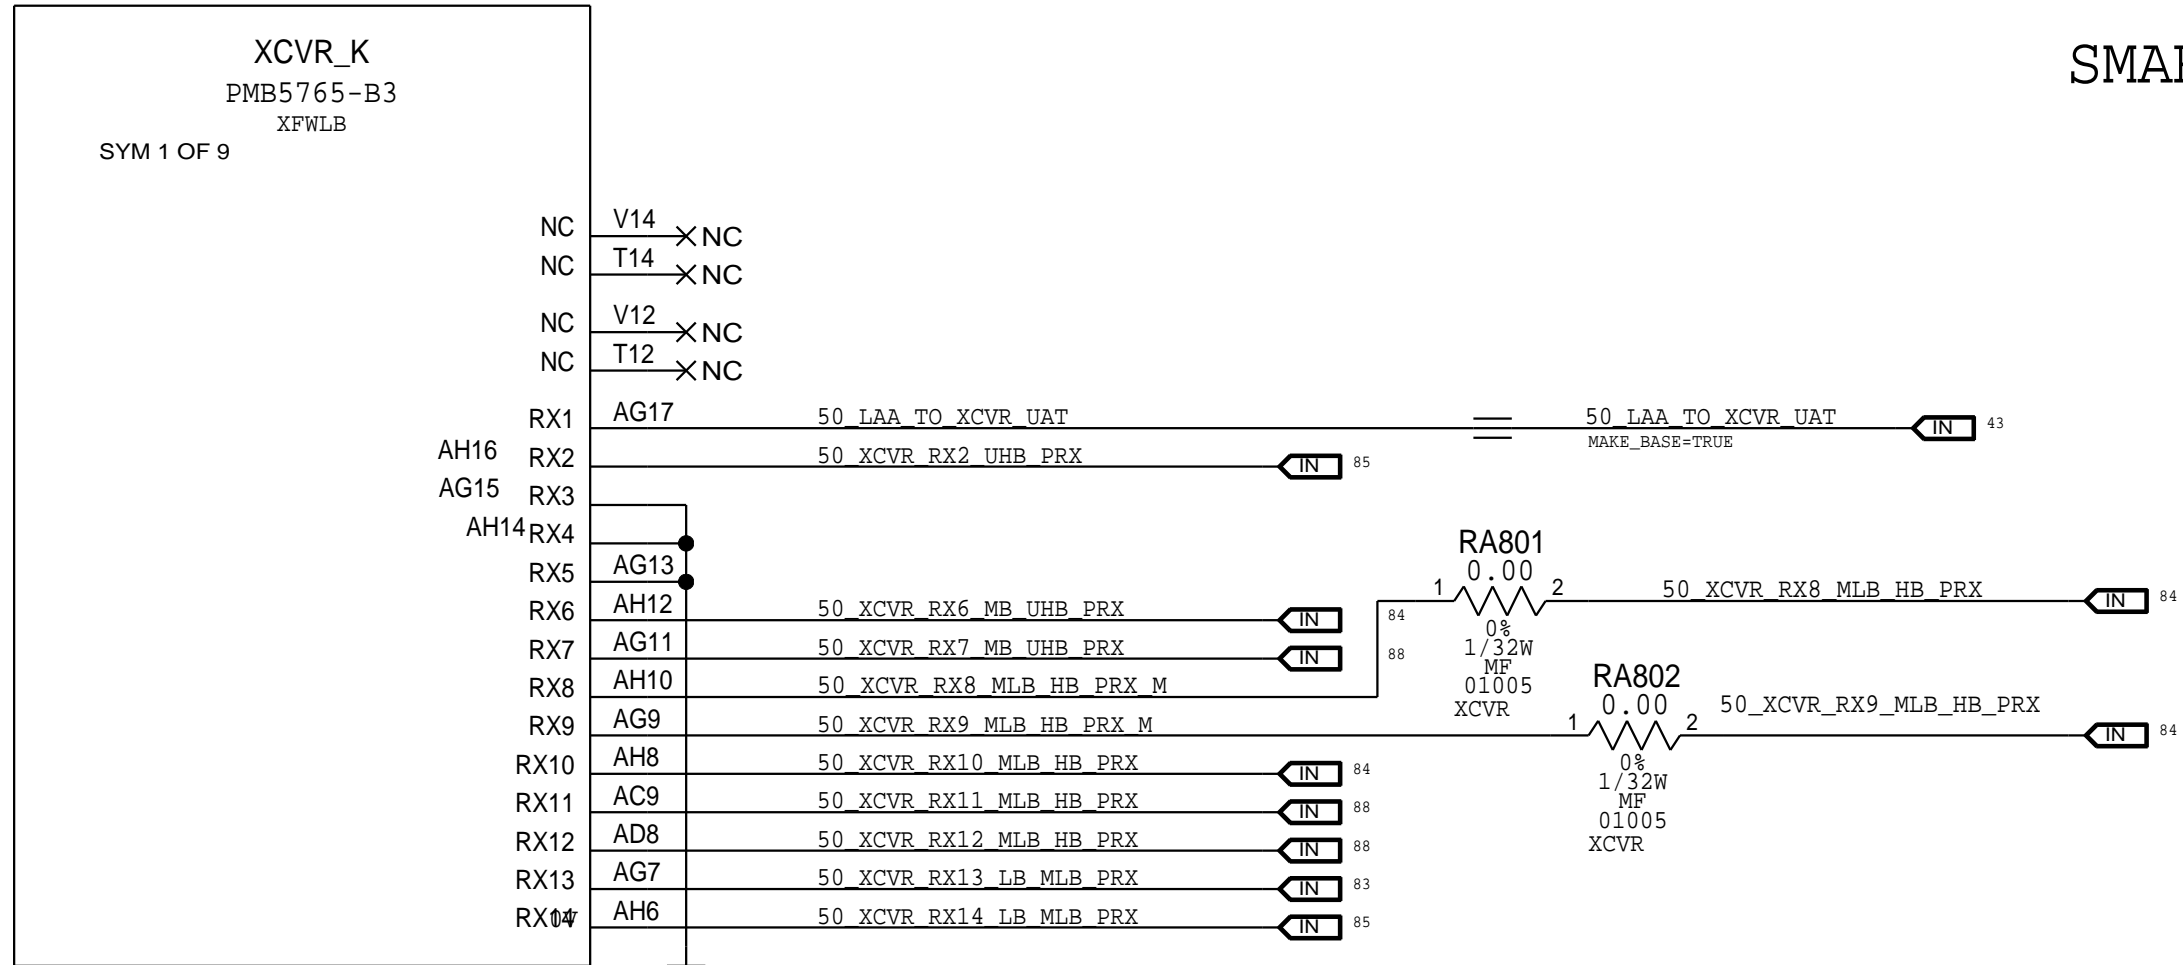 XCVR_K
PMB5765-B3
XFWLB
SYM 1 OF 9
NC V14 NC
NC T14 NC
NC V12 NC
NC T12 NC
RX1 AG17 50_LAA_TO_XCVR_UAT 50_LAA_TO_XCVR_UAT IN 43
MAKE_BASE=TRUE
AH16 RX2 50_XCVR_RX2_UHB_PRX IN 85
AG15 RX3
AH14 RX4
RX5 AG13
RA801
0.00
1 2 50_XCVR_RX8_MLB_HB_PRX IN 84
0%
1/32W
MF
01005
XCVR
RX6 AH12 50_XCVR_RX6_MB_UHB_PRX IN 84
RX7 AG11 50_XCVR_RX7_MB_UHB_PRX IN 88
RX8 AH10 50_XCVR_RX8_MLB_HB_PRX_M
RX9 AG9 50_XCVR_RX9_MLB_HB_PRX_M
RA802
0.00
1 2 50_XCVR_RX9_MLB_HB_PRX IN 84
0%
1/32W
MF
01005
XCVR
RX10 AH8 50_XCVR_RX10_MLB_HB_PRX IN 84
RX11 AC9 50_XCVR_RX11_MLB_HB_PRX IN 88
RX12 AD8 50_XCVR_RX12_MLB_HB_PRX IN 88
RX13 AG7 50_XCVR_RX13_LB_MLB_PRX IN 83
RX14 AH6 50_XCVR_RX14_LB_MLB_PRX IN 85